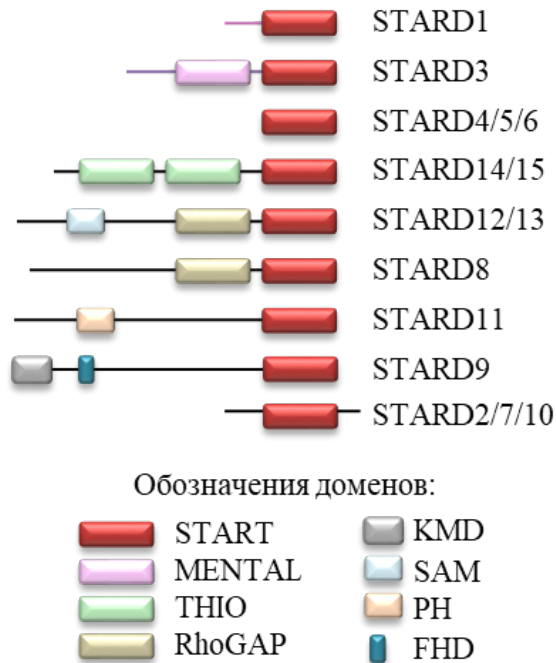 STARD1
STARD3
STARD4/5/6
STARD14/15
STARD12/13
STARD8
STARD11
STARD9
STARD2/7/10
Обозначения доменов:
START
MENTAL
THIO
RhoGAP
KMD
SAM
PH
FHD